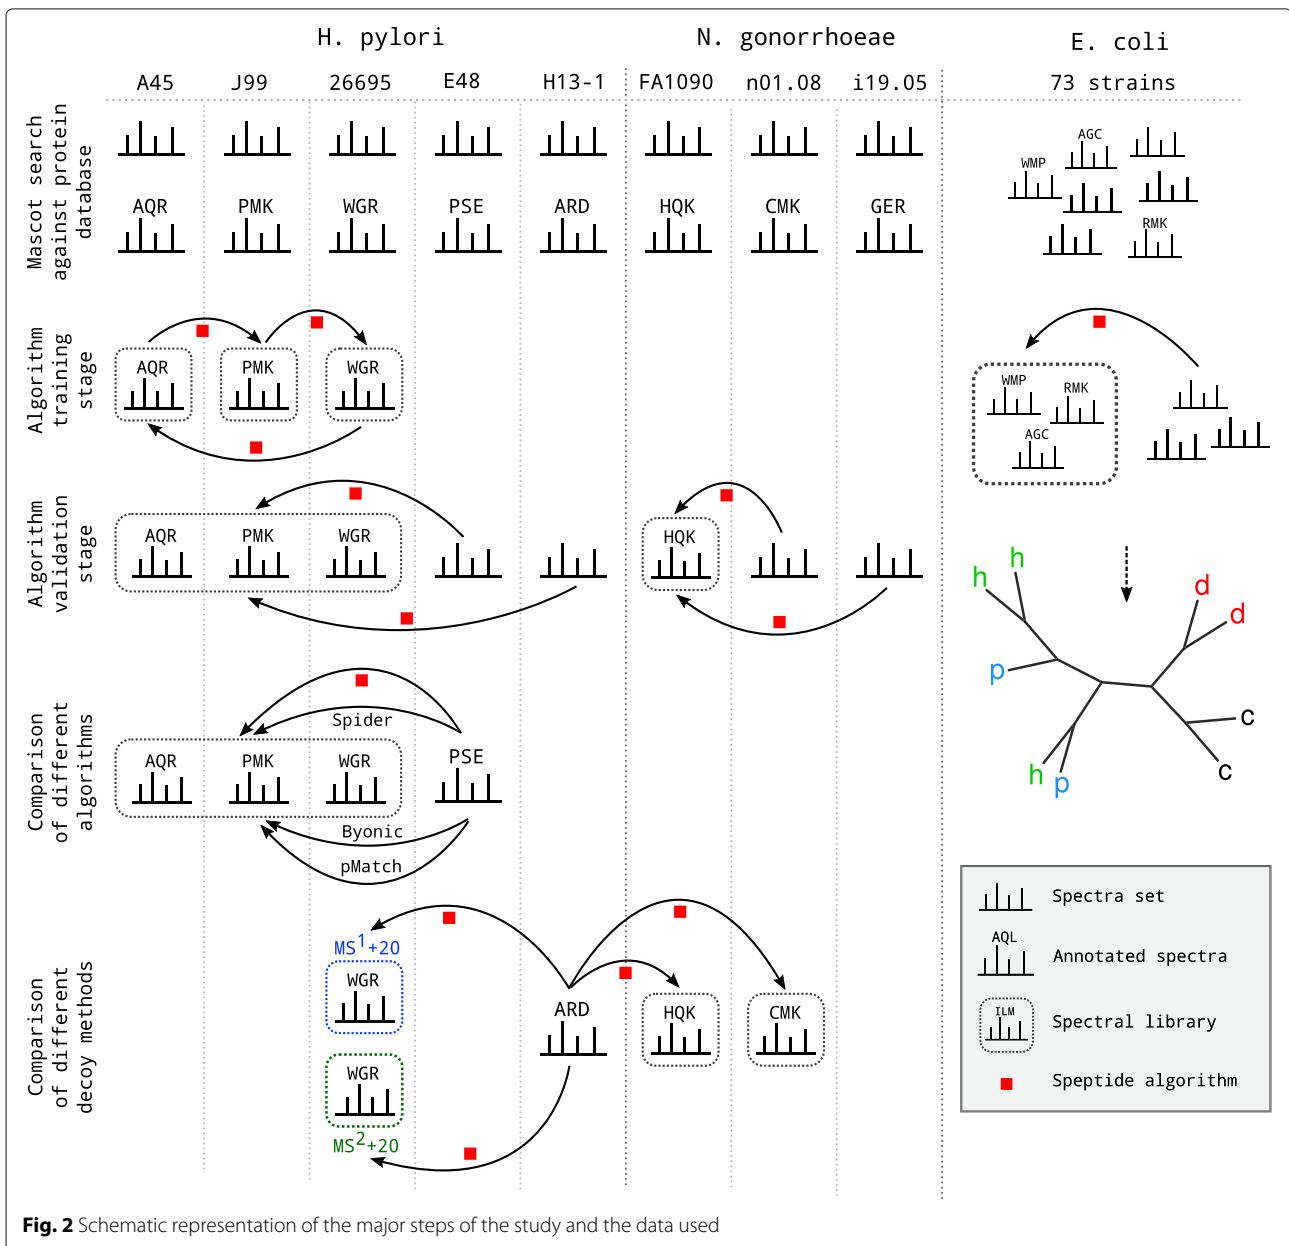 H. pylori
N. gonorrhoeae
E. coli
A45
J99
26695
E48
H13-1
FA1090
n01.08
i19.05
73 strains
Mascot search
against protein
database
AQR
PMK
WGR
PSE
ARD
HQK
CMK
GER
AGC
WMP
RMK
Algorithm
training
stage
AQR
PMK
WGR
WMP
RMK
AGC
Algorithm
validation
stage
AQR
PMK
WGR
HQK
h
h
p
h
p
d
d
c
c
Comparison
of different
algorithms
Spider
AQR
PMK
WGR
PSE
Byonic
pMatch
Comparison
of different
decoy methods
MS1+20
WGR
WGR
MS2+20
ARD
HQK
CMK
Spectra set
AQL
Annotated spectra
ILM
Spectral library
Speptide algorithm
Fig. 2 Schematic representation of the major steps of the study and the data used